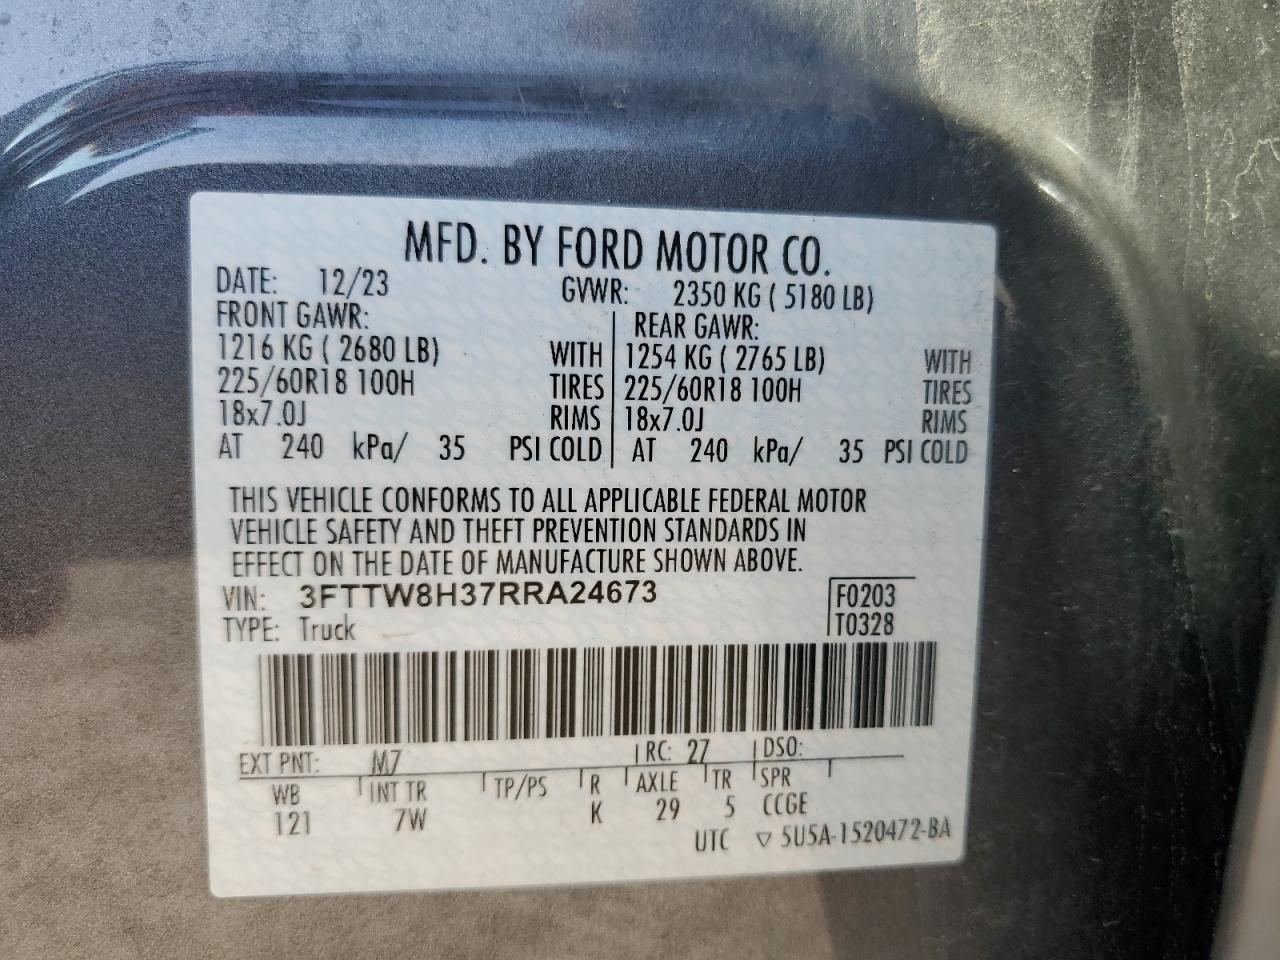 MFD. BY FORD MOTOR CO.
DATE: 12/23 GVWR: 2350 KG ( 5180 LB)
FRONT GAWR: REAR GAWR:
1216 KG ( 2680 LB) WITH 1254 KG ( 2765 LB) WITH
225/60R18 100H TIRES 225/60R18 100H TIRES
18x7.0J RIMS 18x7.0J RIMS
AT 240 kPa/ 35 PSI COLD AT 240 kPa/ 35 PSI COLD
THIS VEHICLE CONFORMS TO ALL APPLICABLE FEDERAL MOTOR
VEHICLE SAFETY AND THEFT PREVENTION STANDARDS IN
EFFECT ON THE DATE OF MANUFACTURE SHOWN ABOVE.
VIN: 3FTTW8H37RRA24673 F0203
TYPE: Truck T0328
EXT PNT: M7 RC: 27 DSO:
WB INT TR TP/PS R AXLE TR SPR
121 7W K 29 5 CCGE
UTC ▽ 5U5A-1520472-BA